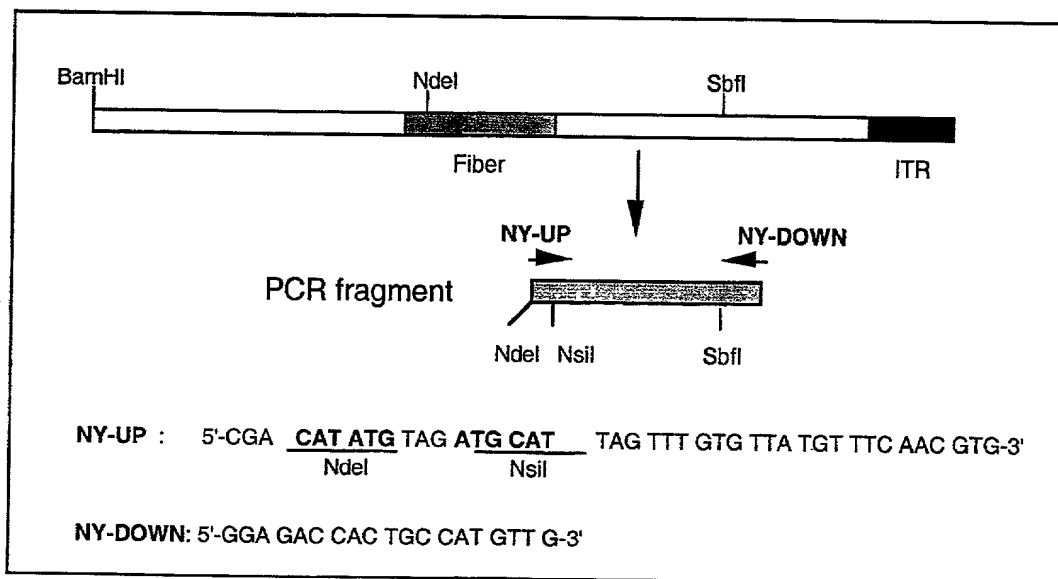 BamHI NdeI SbfI
Fiber ITR
NY-UP NY-DOWN
PCR fragment
NdeI NsiI SbfI
NY-UP : 5'-CGA CATATG TAG ATG CAT TAG TTT GTG TTA TGT TTC AAC GTG-3'
NdeI NsiI
NY-DOWN: 5'-GGA GAC CAC TGC CAT GTT G-3'